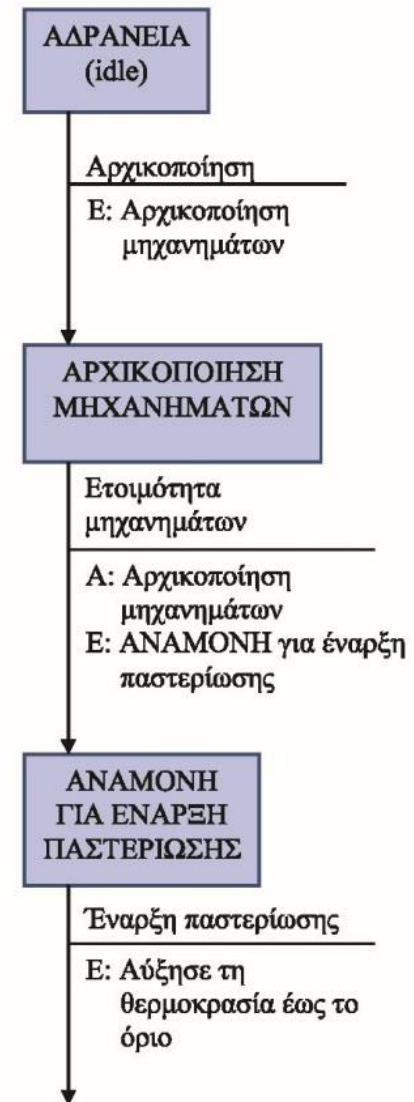 ΑΔΡΑΝΕΙΑ
(idle)
Αρχικοποίηση
Ε: Αρχικοποίηση
μηχανημάτων
ΑΡΧΙΚΟΠΟΙΗΣΗ
ΜΗΧΑΝΗΜΑΤΩΝ
Ετοιμότητα
μηχανημάτων
Α: Αρχικοποίηση
μηχανημάτων
Ε: ΑΝΑΜΟΝΗ για έναρξη
παστερίωσης
ΑΝΑΜΟΝΗ
ΓΙΑ ΕΝΑΡΞΗ
ΠΑΣΤΕΡΙΩΣΗΣ
Έναρξη παστερίωσης
Ε: Αύξησε τη
θερμοκρασία έως το
όριο